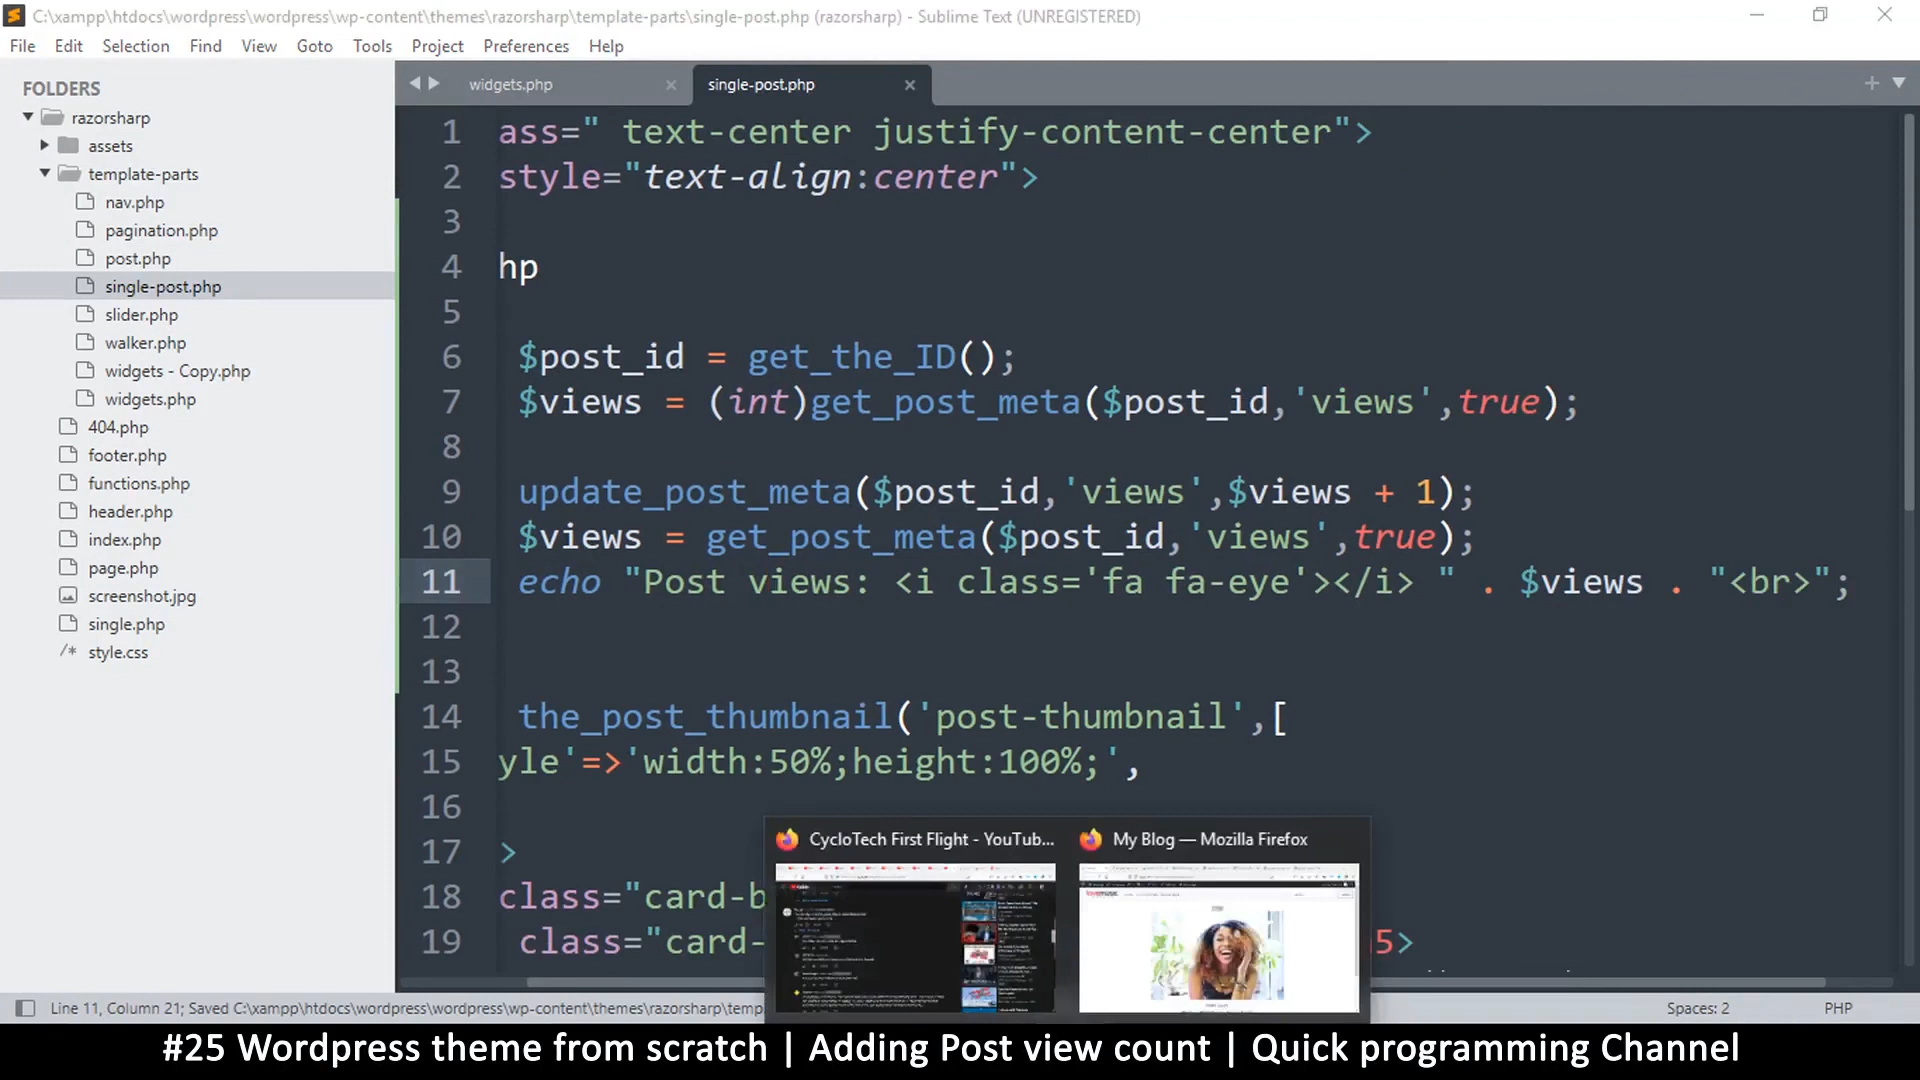 C:\xampp\htdocs\wordpress\wordpress\wp-content\themes\razorsharp\template-parts\single-post.php (razorsharp) - Sublime Text (UNREGISTERED)
File Edit Selection Find View Goto Tools Project Preferences Help
FOLDERS
razorsharp
assets
template-parts
nav.php
pagination.php
post.php
single-post.php
slider.php
walker.php
widgets - Copy.php
widgets.php
404.php
footer.php
functions.php
header.php
index.php
page.php
screenshot.jpg
single.php
/* style.css
widgets.php × single-post.php ×
1 ass=" text-center justify-content-center">
2 style="text-align:center">
3
4 hp
5
6 $post_id = get_the_ID();
7 $views = (int)get_post_meta($post_id,'views',true);
8
9 update_post_meta($post_id,'views',$views + 1);
10 $views = get_post_meta($post_id,'views',true);
11 echo "Post views: <i class='fa fa-eye'></i> " . $views . "<br>";
12
13
14 the_post_thumbnail('post-thumbnail',[
15 yle'=>'width:50%;height:100%;',
16
17 >
18 class="card-b
19 class="card- 5>
CycloTech First Flight - YouTub...
My Blog — Mozilla Firefox
Line 11, Column 21; Saved C:\xampp\htdocs\wordpress\wordpress\wp-content\themes\razorsharp\temp
Spaces: 2
PHP
#25 Wordpress theme from scratch | Adding Post view count | Quick programming Channel